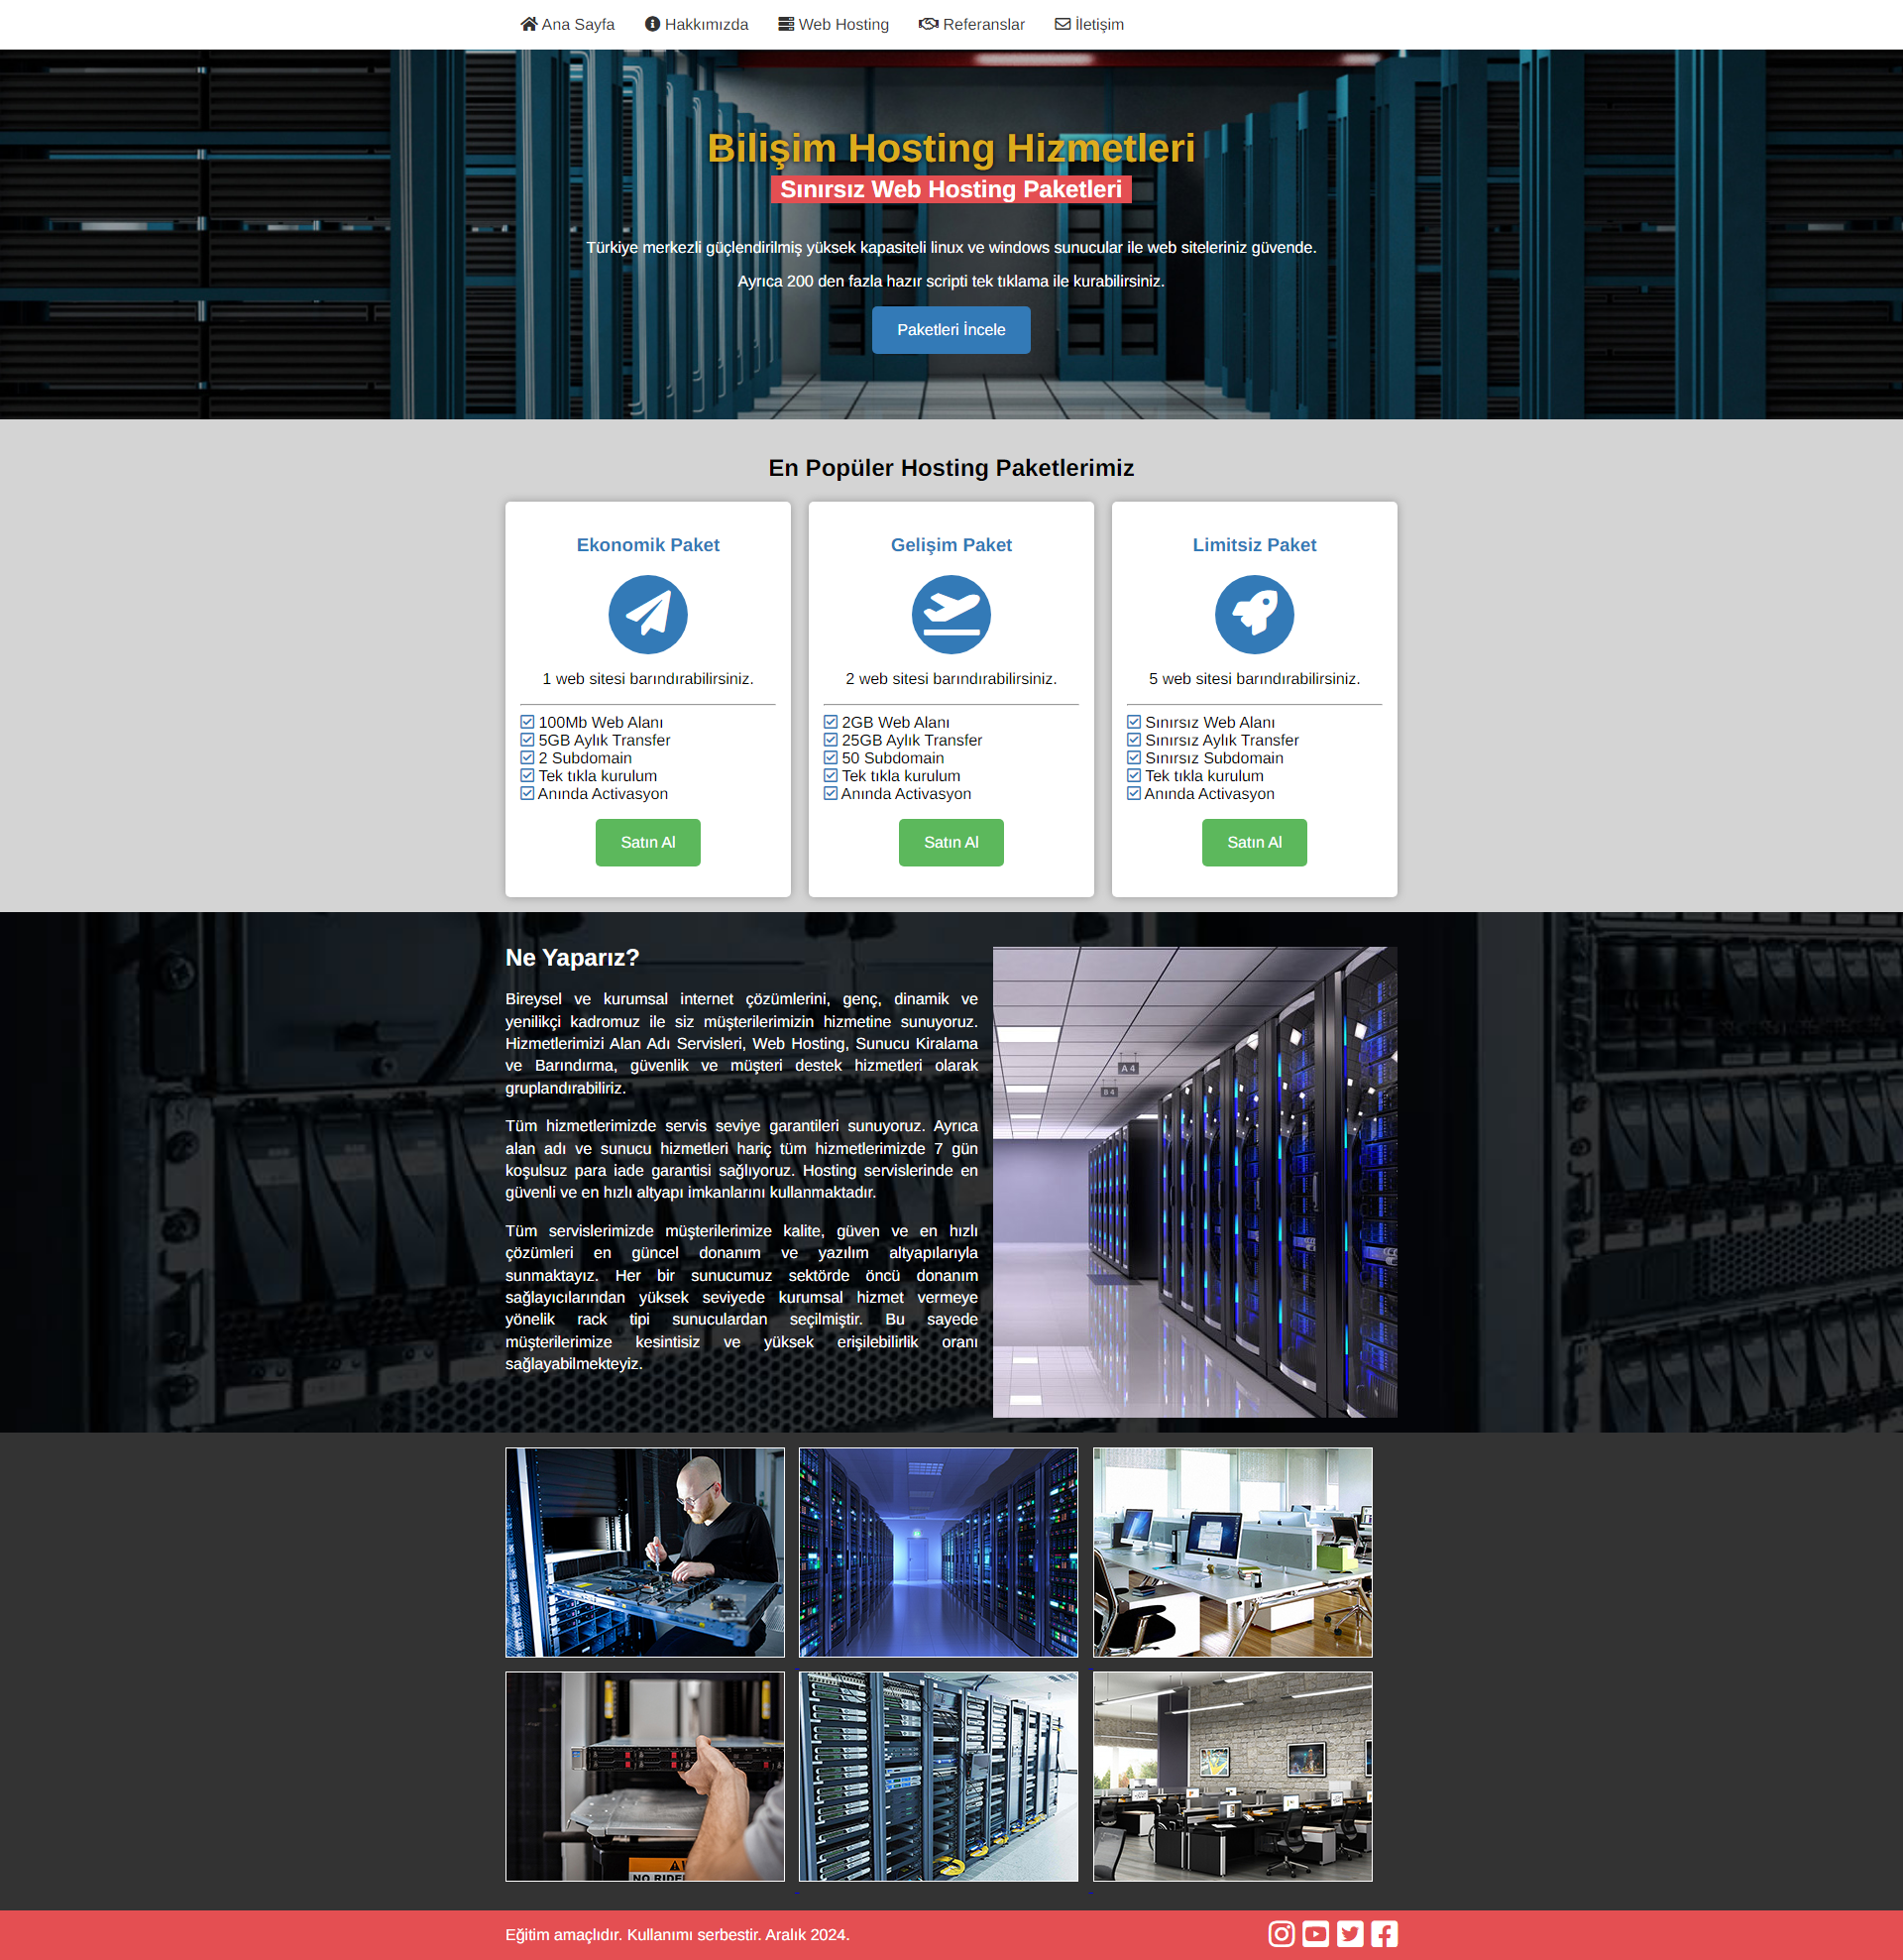 Ana Sayfa Hakkımızda Web Hosting Referanslar İletişim
Bilişim Hosting Hizmetleri
Sınırsız Web Hosting Paketleri
Türkiye merkezli güçlendirilmiş yüksek kapasiteli linux ve windows sunucular ile web siteleriniz güvende.
Ayrıca 200 den fazla hazır scripti tek tıklama ile kurabilirsiniz.
Paketleri İncele
En Popüler Hosting Paketlerimiz
Ekonomik Paket
1 web sitesi barındırabilirsiniz.
100Mb Web Alanı
5GB Aylık Transfer
2 Subdomain
Tek tıkla kurulum
Anında Activasyon
Satın Al
Gelişim Paket
2 web sitesi barındırabilirsiniz.
2GB Web Alanı
25GB Aylık Transfer
50 Subdomain
Tek tıkla kurulum
Anında Activasyon
Satın Al
Limitsiz Paket
5 web sitesi barındırabilirsiniz.
Sınırsız Web Alanı
Sınırsız Aylık Transfer
Sınırsız Subdomain
Tek tıkla kurulum
Anında Activasyon
Satın Al
Ne Yaparız?
Bireysel ve kurumsal internet çözümlerini, genç, dinamik ve
yenilikçi kadromuz ile siz müşterilerimizin hizmetine sunuyoruz.
Hizmetlerimizi Alan Adı Servisleri, Web Hosting, Sunucu Kiralama
ve Barındırma, güvenlik ve müşteri destek hizmetleri olarak
gruplandırabiliriz.
Tüm hizmetlerimizde servis seviye garantileri sunuyoruz. Ayrıca
alan adı ve sunucu hizmetleri hariç tüm hizmetlerimizde 7 gün
koşulsuz para iade garantisi sağlıyoruz. Hosting servislerinde en
güvenli ve en hızlı altyapı imkanlarını kullanmaktadır.
Tüm servislerimizde müşterilerimize kalite, güven ve en hızlı
çözümleri en güncel donanım ve yazılım altyapılarıyla
sunmaktayız. Her bir sunucumuz sektörde öncü donanım
sağlayıcılarından yüksek seviyede kurumsal hizmet vermeye
yönelik rack tipi sunuculardan seçilmiştir. Bu sayede
müşterilerimize kesintisiz ve yüksek erişilebilirlik oranı
sağlayabilmekteyiz.
A 4
B 4
Eğitim amaçlıdır. Kullanımı serbestir. Aralık 2024.